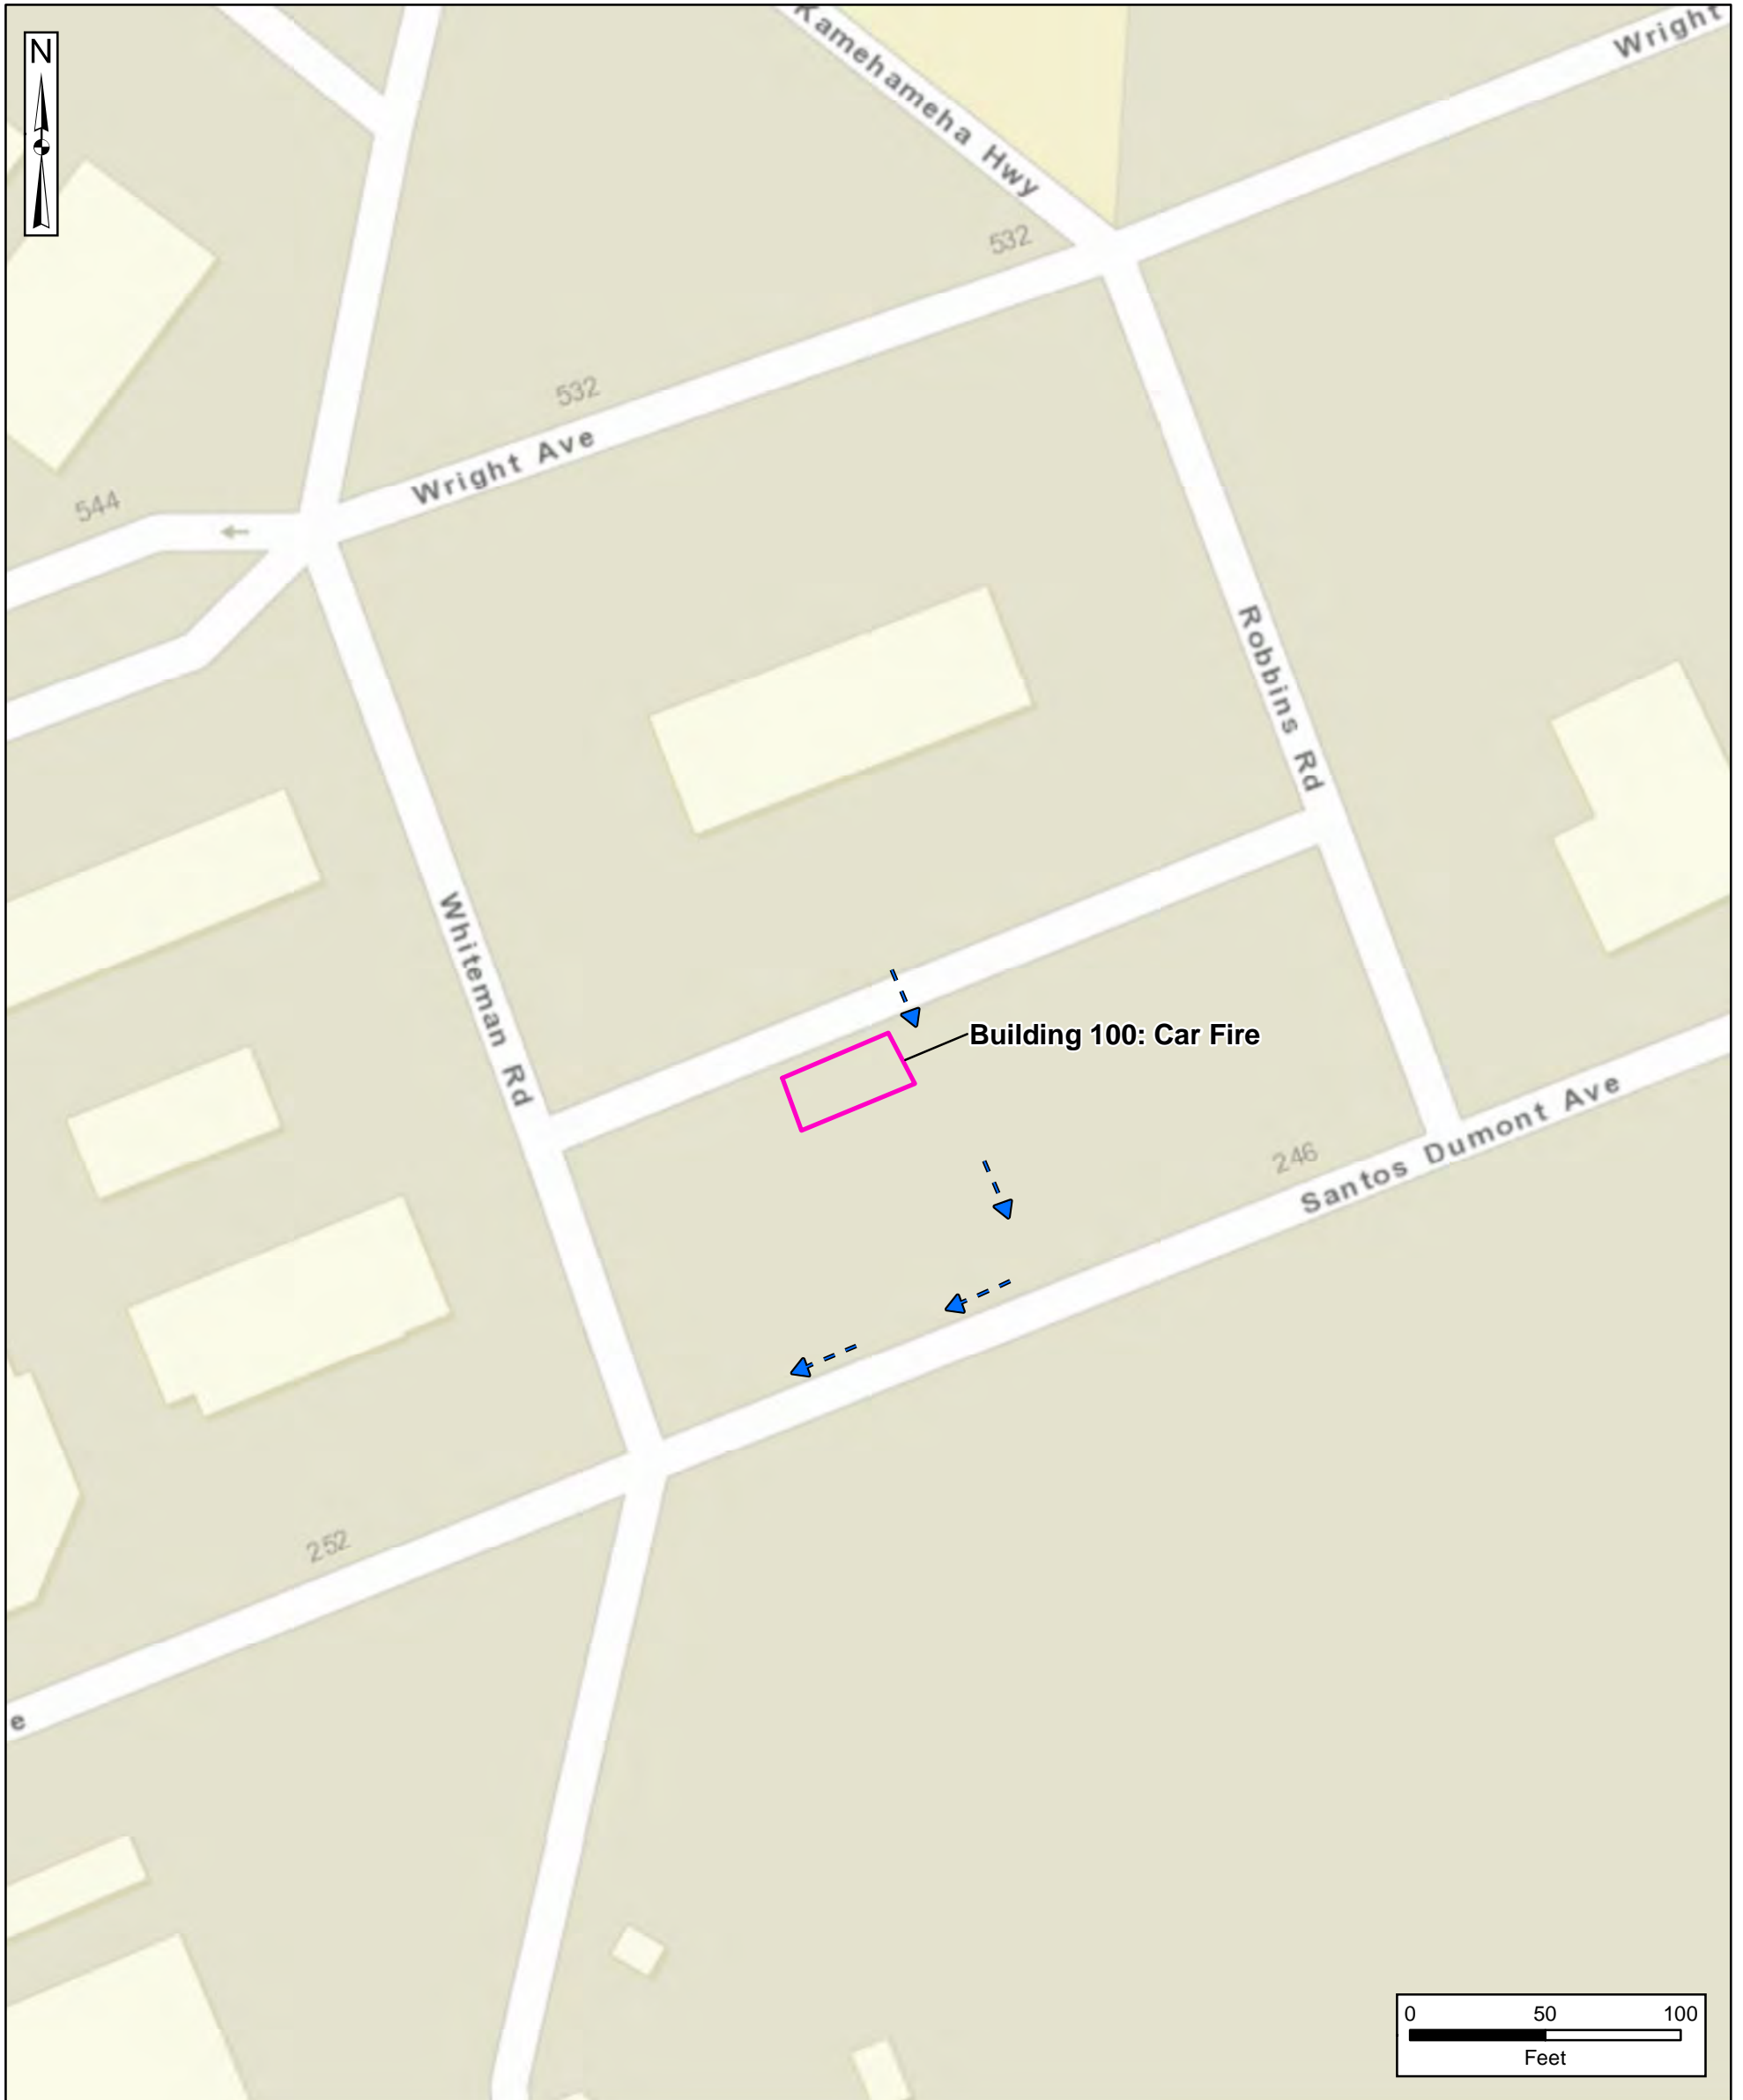 N
Kamehameha Hwy
Wright
532
532
Wright Ave
544
Robbins Rd
Whiteman Rd
Building 100: Car Fire
246
Santos Dumont Ave
252
e
0 50 100
Feet